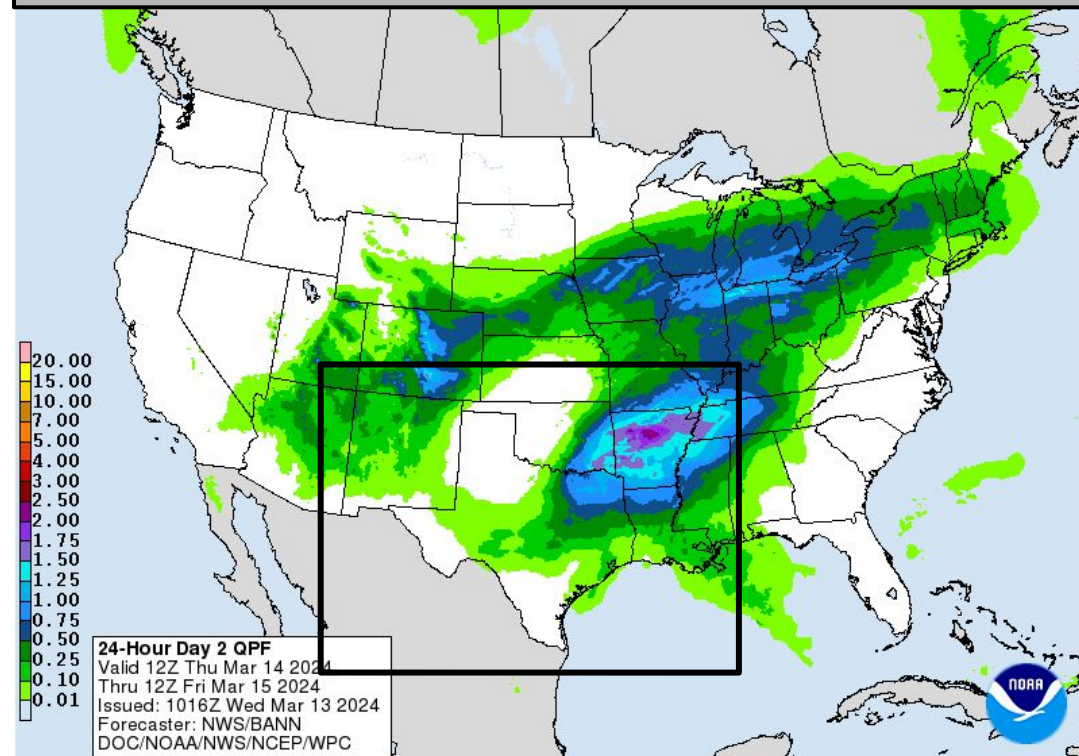 20.00
15.00
10.00
7.00
5.00
4.00
3.00
2.50
2.00
1.75
1.50
1.25
1.00
0.75
0.50
0.25
0.10
0.01
24-Hour Day 2 QPF
Valid 12Z Thu Mar 14 2024
Thru 12Z Fri Mar 15 2024
Issued: 1016Z Wed Mar 13 2024
Forecaster: NWS/BANN
DOC/NOAA/NWS/NCEP/WPC
NOAA